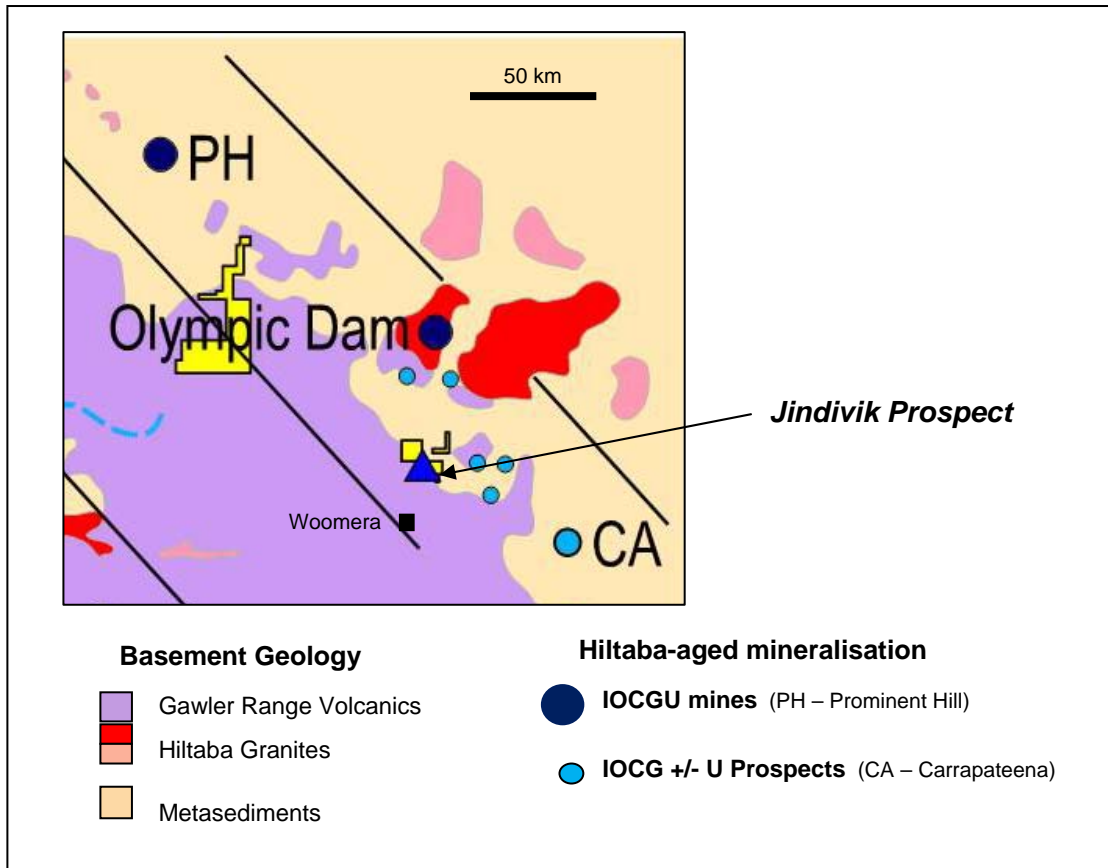 50 km
PH
Olympic Dam
Jindivik Prospect
Woomera
CA
Basement Geology
Gawler Range Volcanics
Hiltaba Granites
Metasediments
Hiltaba-aged mineralisation
IOCGU mines (PH – Prominent Hill)
IOCG +/- U Prospects (CA – Carrapateena)